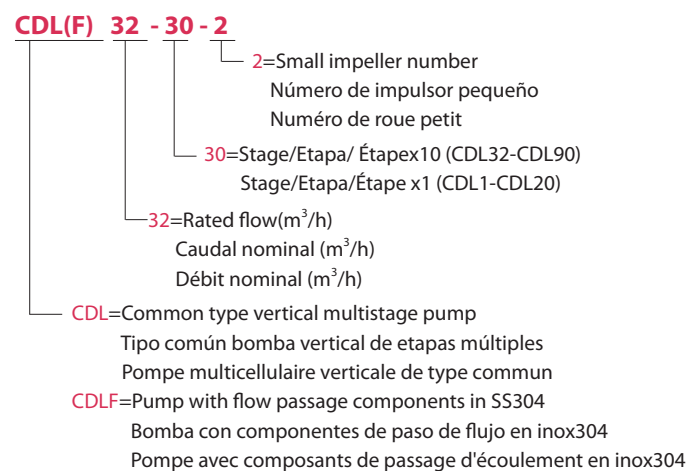 CDL(F) 32 - 30 - 2
2=Small impeller number
Número de impulsor pequeño
Numéro de roue petit
30=Stage/Etapa/ Étapex10 (CDL32-CDL90)
Stage/Etapa/Étape x1 (CDL1-CDL20)
32=Rated flow(m³/h)
Caudal nominal (m³/h)
Débit nominal (m³/h)
CDL=Common type vertical multistage pump
Tipo común bomba vertical de etapas múltiples
Pompe multicellulaire verticale de type commun
CDLF=Pump with flow passage components in SS304
Bomba con componentes de paso de flujo en inox304
Pompe avec composants de passage d'écoulement en inox304